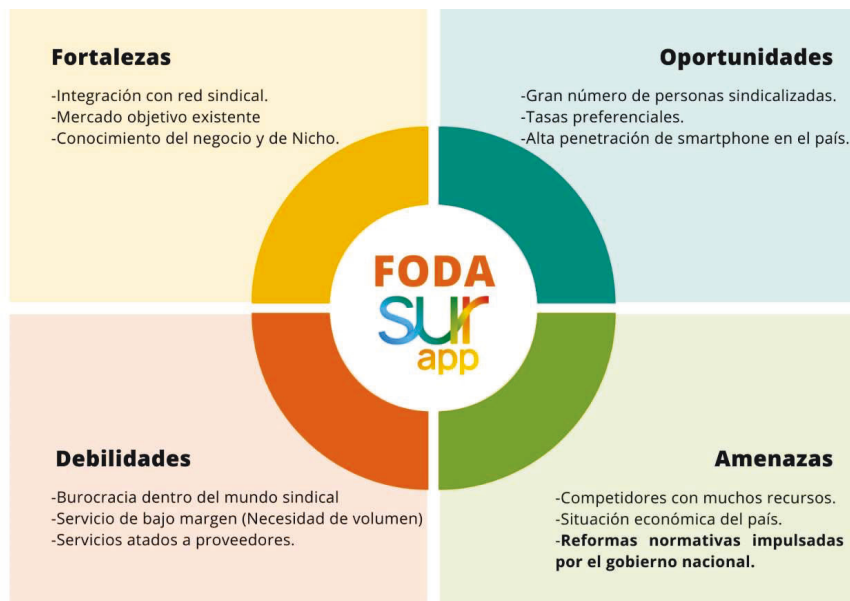 Fortalezas
-Integración con red sindical.
-Mercado objetivo existente
-Conocimiento del negocio y de Nicho.
Oportunidades
-Gran número de personas sindicalizadas.
-Tasas preferenciales.
-Alta penetración de smartphone en el país.
FODA
sur
app
Debilidades
-Burocracia dentro del mundo sindical
-Servicio de bajo margen (Necesidad de volumen)
-Servicios atados a proveedores.
Amenazas
-Competidores con muchos recursos.
-Situación económica del país.
-Reformas normativas impulsadas
por el gobierno nacional.